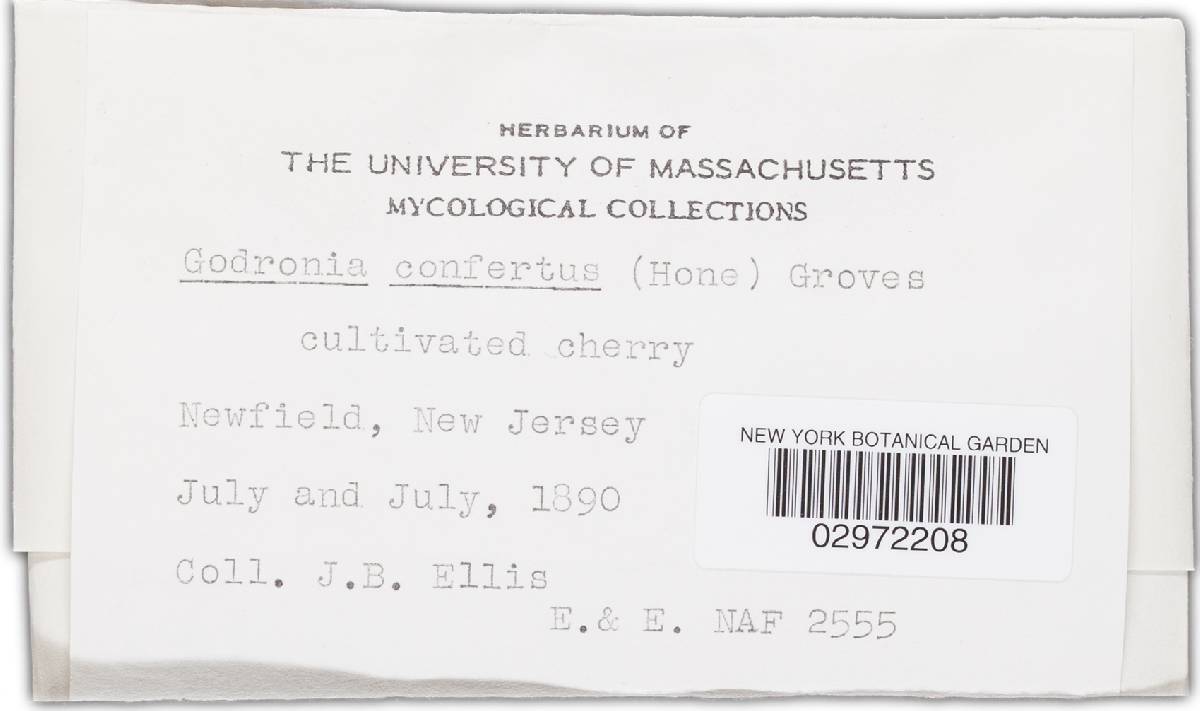 HERBARIUM OF
THE UNIVERSITY OF MASSACHUSETTS
MYCOLOGICAL COLLECTIONS
Godronia confertus (Hone) Groves
cultivated cherry
Newfield, New Jersey
July and July, 1890
Coll. J.B. Ellis
E.& E. NAF 2555
NEW YORK BOTANICAL GARDEN
02972208